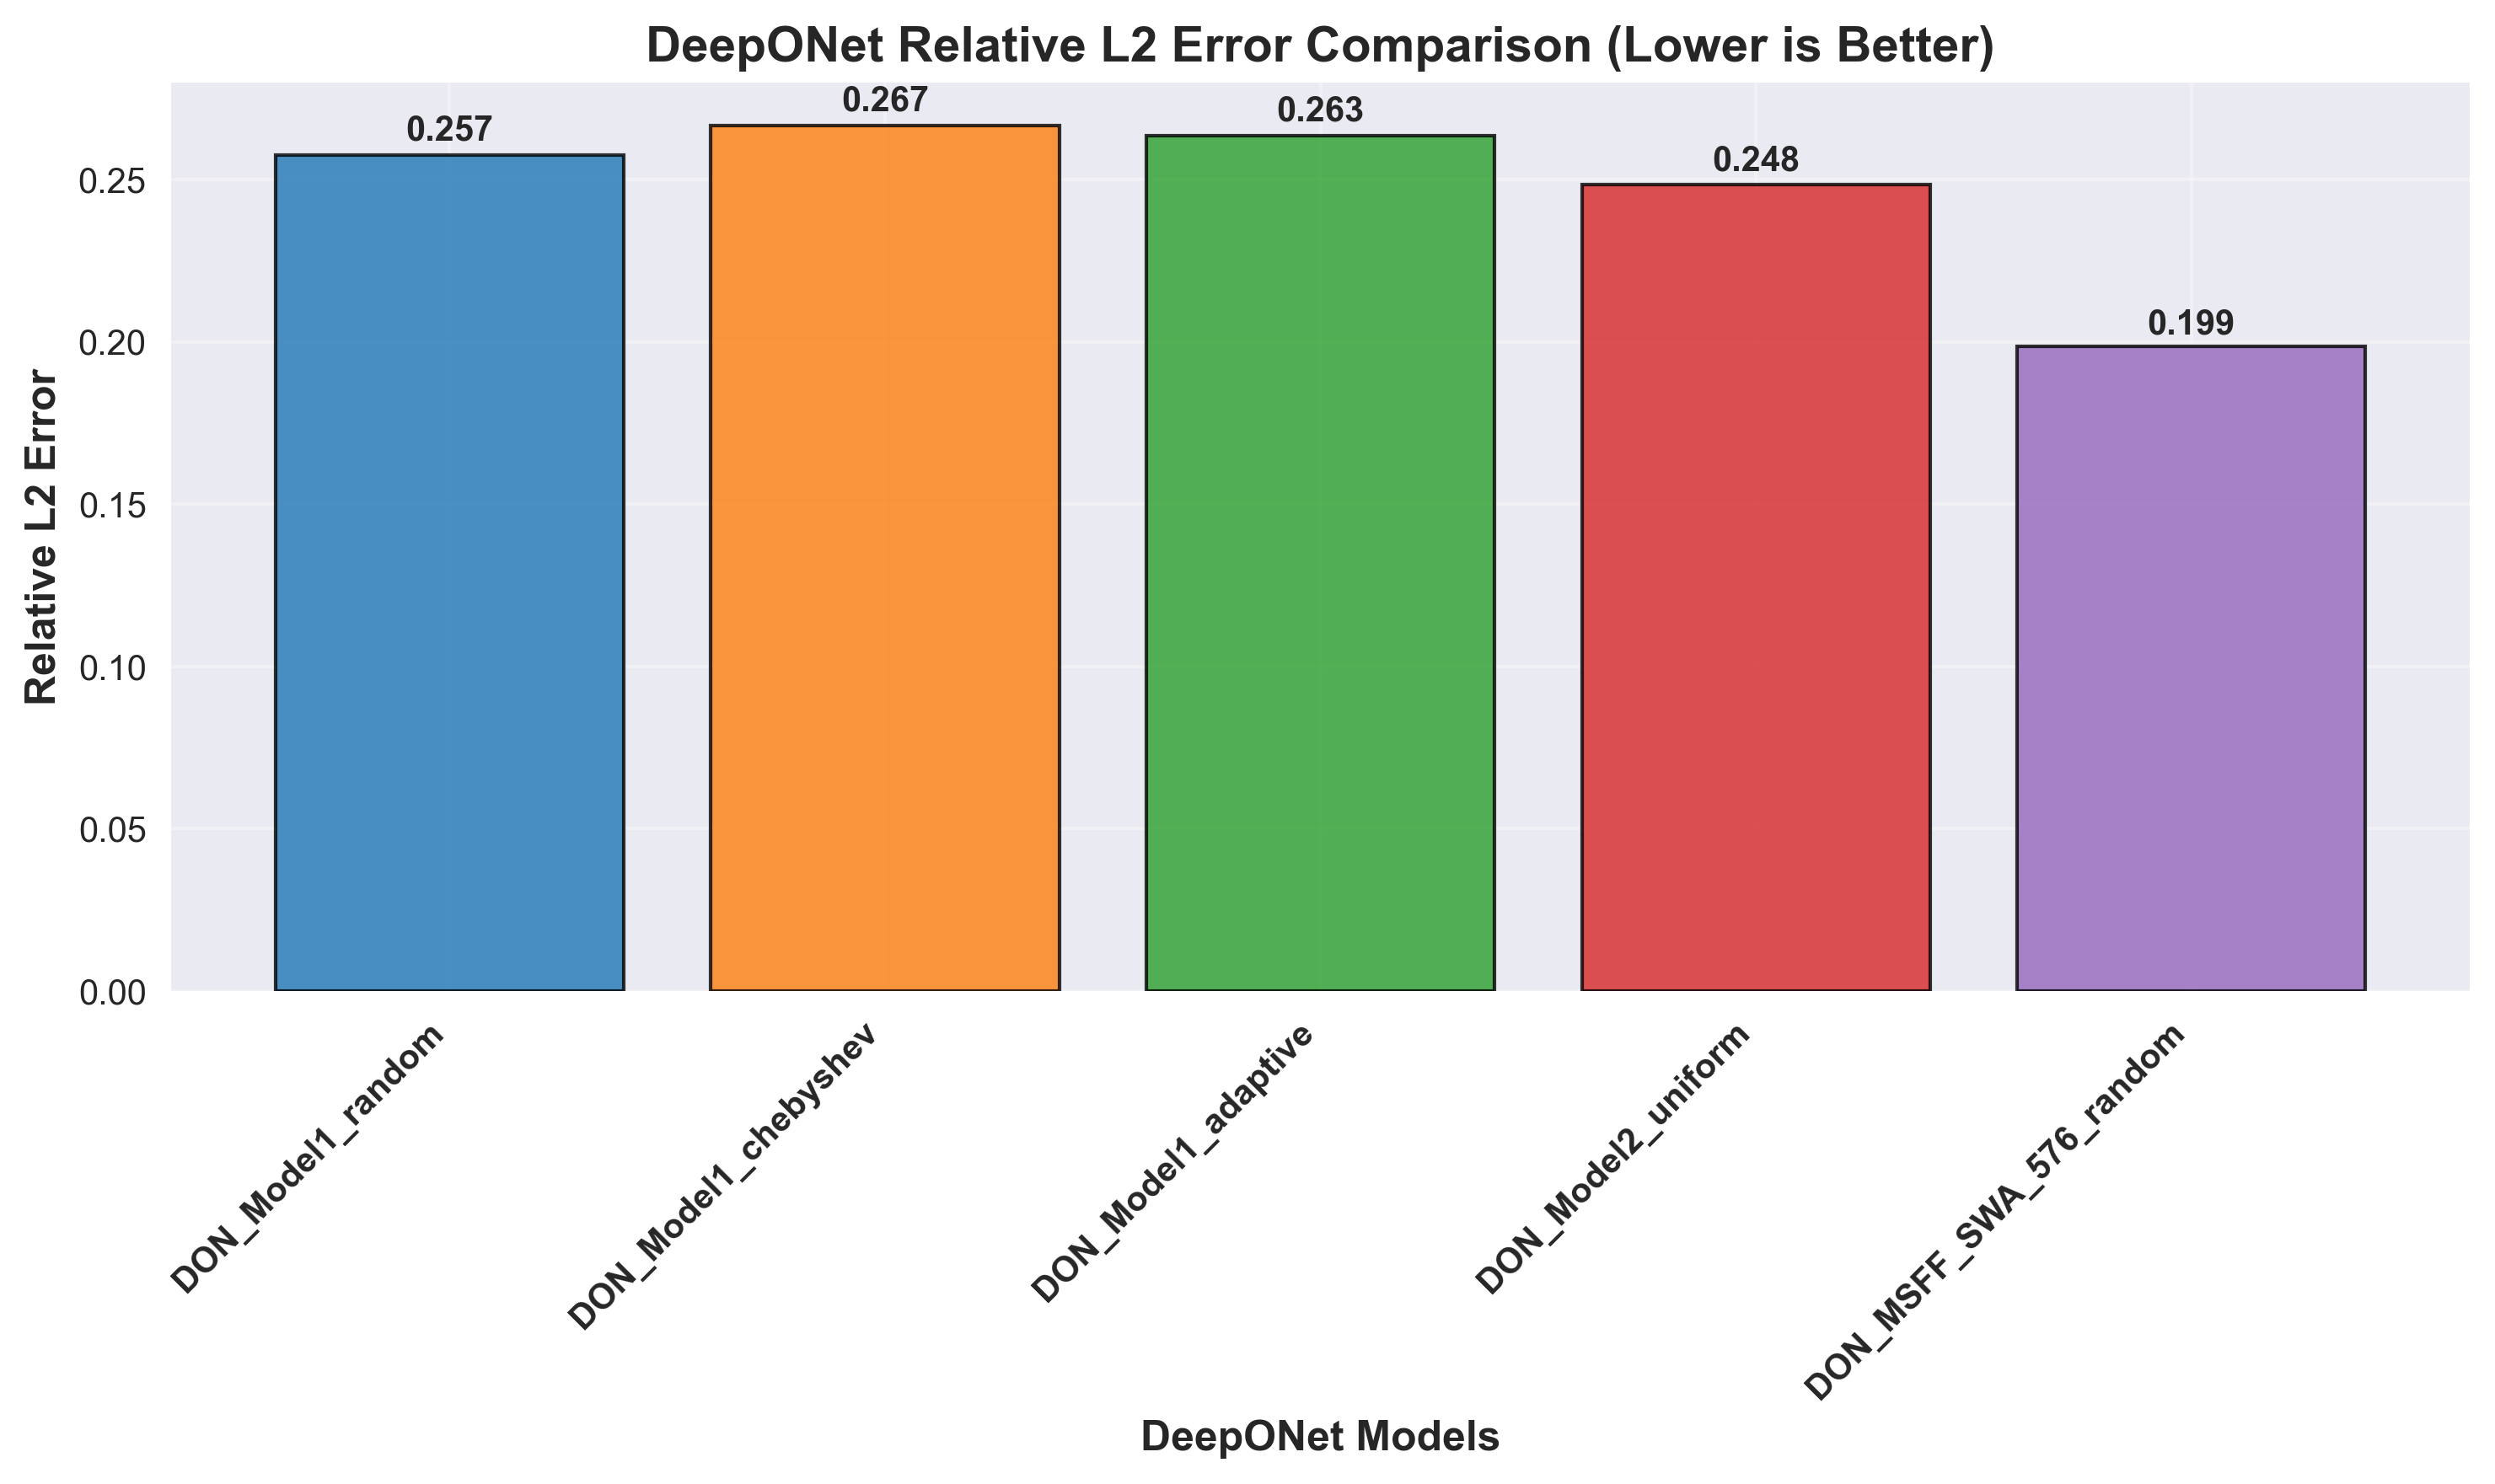 DeepONet Relative L2 Error Comparison (Lower is Better)
Relative L2 Error
0.25
0.20
0.15
0.10
0.05
0.00
0.257
0.267
0.263
0.248
0.199
DON_Model1_random
DON_Model1_chebyshev
DON_Model1_adaptive
DON_Model2_uniform
DON_MSFF_SWA_576_random
DeepONet Models